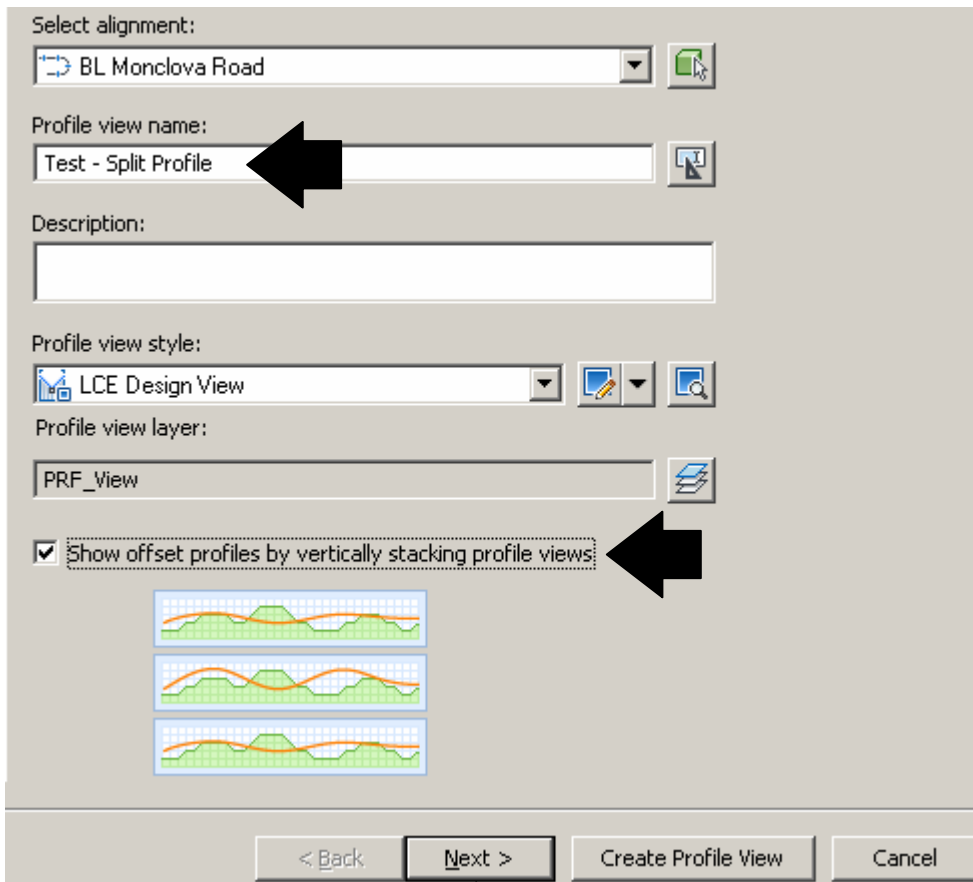 Select alignment:
BL Monclova Road
Profile view name:
Test - Split Profile
Description:
Profile view style:
LCE Design View
Profile view layer:
PRF_View
Show offset profiles by vertically stacking profile views
< Back Next > Create Profile View Cancel